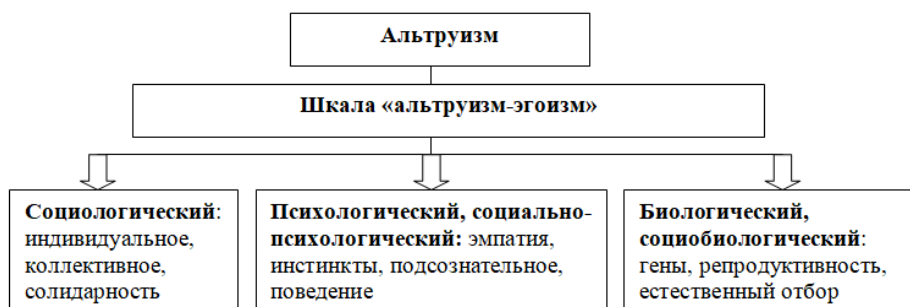 Альтруизм
Шкала «альтруизм-эгоизм»
Социологический:
индивидуальное,
коллективное,
солидарность
Психологический, социально-
психологический: эмпатия,
инстинкты, подсознательное,
поведение
Биологический,
социобиологический:
гены, репродуктивность,
естественный отбор